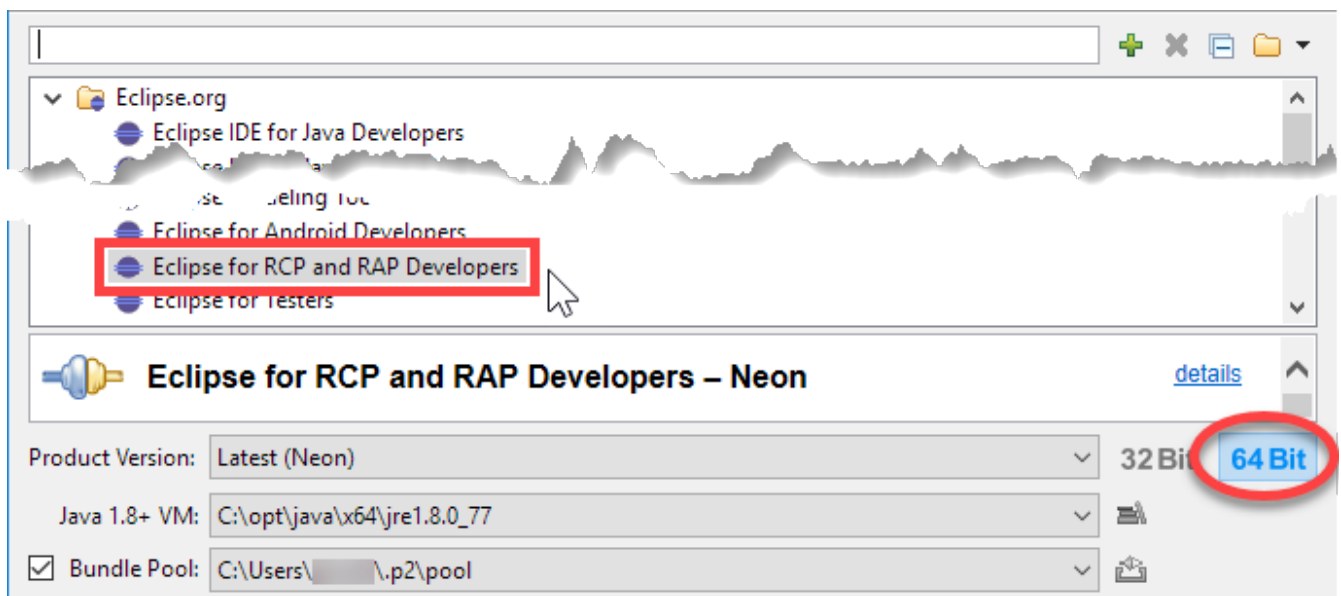 Eclipse.org
Eclipse IDE for Java Developers
Eclipse for Android Developers
Eclipse for RCP and RAP Developers
Eclipse for Testers
Eclipse for RCP and RAP Developers – Neon
details
Product Version: Latest (Neon) 32 Bit 64 Bit
Java 1.8+ VM: C:\opt\java\x64\jre1.8.0_77
Bundle Pool: C:\Users\ \.p2\pool